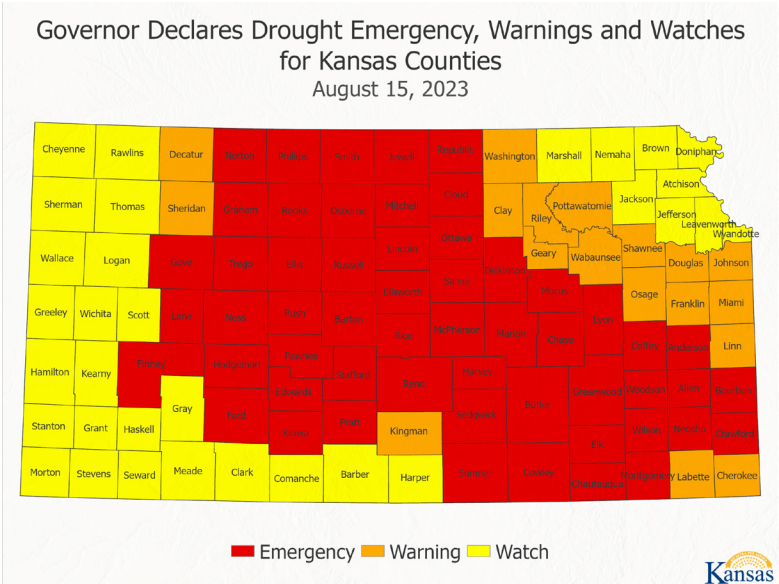 Governor Declares Drought Emergency, Warnings and Watches
for Kansas Counties
August 15, 2023
Cheyenne Rawlins Decatur Norton Phillips Smith Jewell Republic Washington Marshall Nemaha Brown Doniphan
Atchison
Sherman Thomas Sheridan Graham Rooks Osborne Mitchell Cloud Clay Riley Pottawatomie Jackson
Jefferson
Leavenworth
Wyandotte
Wallace Logan Gove Trego Ellis Russell Lincoln Ottawa Dickinson Geary Wabaunsee Shawnee Douglas Johnson
Ellsworth Saline Morris
Greeley Wichita Scott Lane Ness Rush Barton Rice McPherson Marion Chase Lyon Osage Franklin Miami
Coffey Anderson Linn
Hamilton Kearny Finney Hodgeman Pawnee Stafford Reno Harvey
Edwards Greenwood Woodson Allen Bourbon
Gray Ford Pratt Sedgwick Butler
Stanton Grant Haskell Kiowa Kingman Elk Wilson Neosho Crawford
Morton Stevens Seward Meade Clark Comanche Barber Harper Sumner Cowley Chautauqua Montgomery Labette Cherokee
Emergency Warning Watch
Kansas